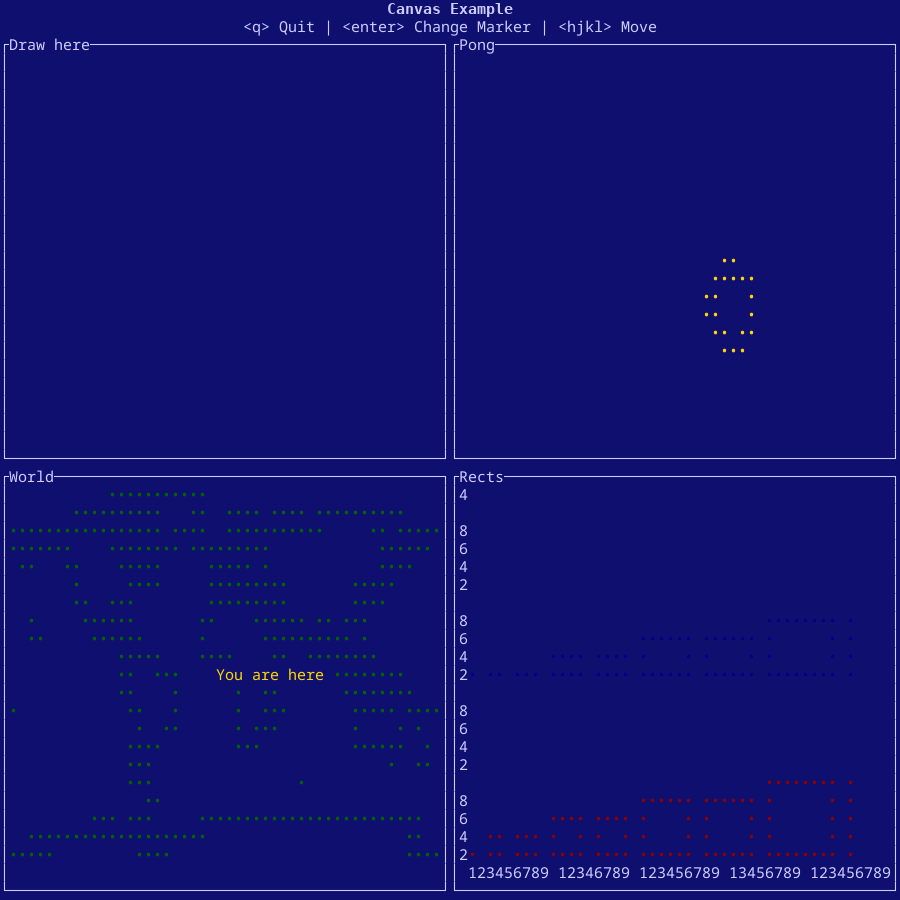 Canvas Example
<q> Quit | <enter> Change Marker | <hjkl> Move
Draw here
Pong
World
You are here
Rects
4
8
6
4
2
8
6
4
2
8
6
4
2
8
6
4
2
123456789 12346789 123456789 13456789 123456789